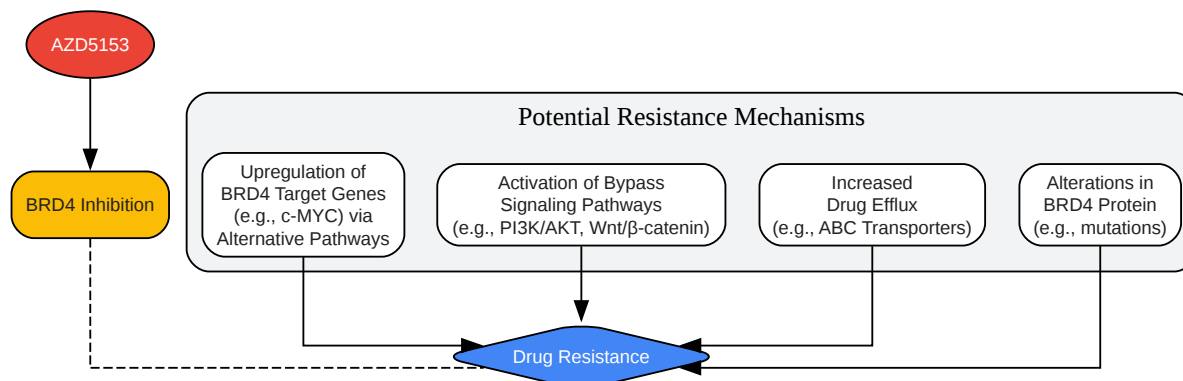 AZD5153
Potential Resistance Mechanisms
BRD4 Inhibition
Upregulation of
BRD4 Target Genes
(e.g., c-MYC) via
Alternative Pathways
Activation of Bypass
Signaling Pathways
(e.g., PI3K/AKT, Wnt/β-catenin)
Increased
Drug Efflux
(e.g., ABC Transporters)
Alterations in
BRD4 Protein
(e.g., mutations)
Drug Resistance